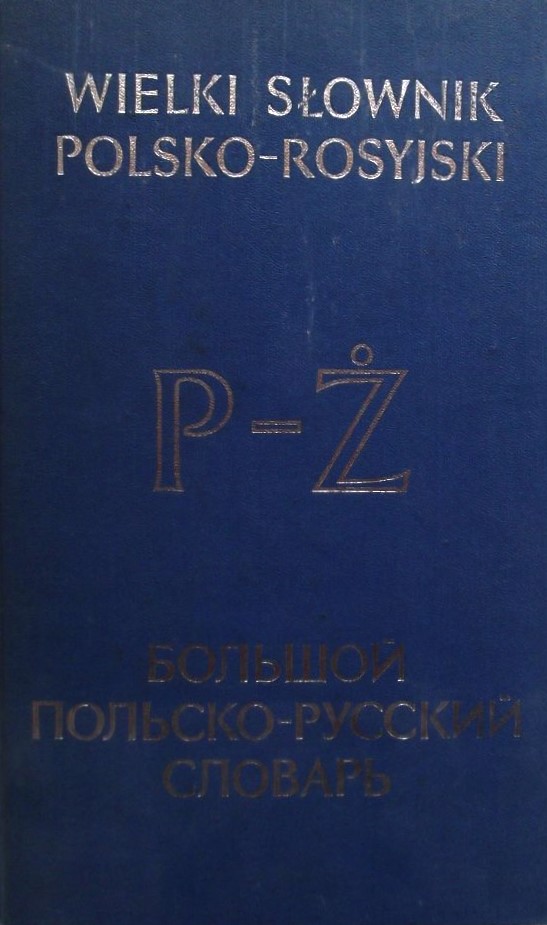 WIELKI SŁOWNIK
POLSKO-ROSYJSKI
P-Ż
БОЛЬШОЙ
ПОЛЬСКО-РУССКИЙ
СЛОВАРЬ